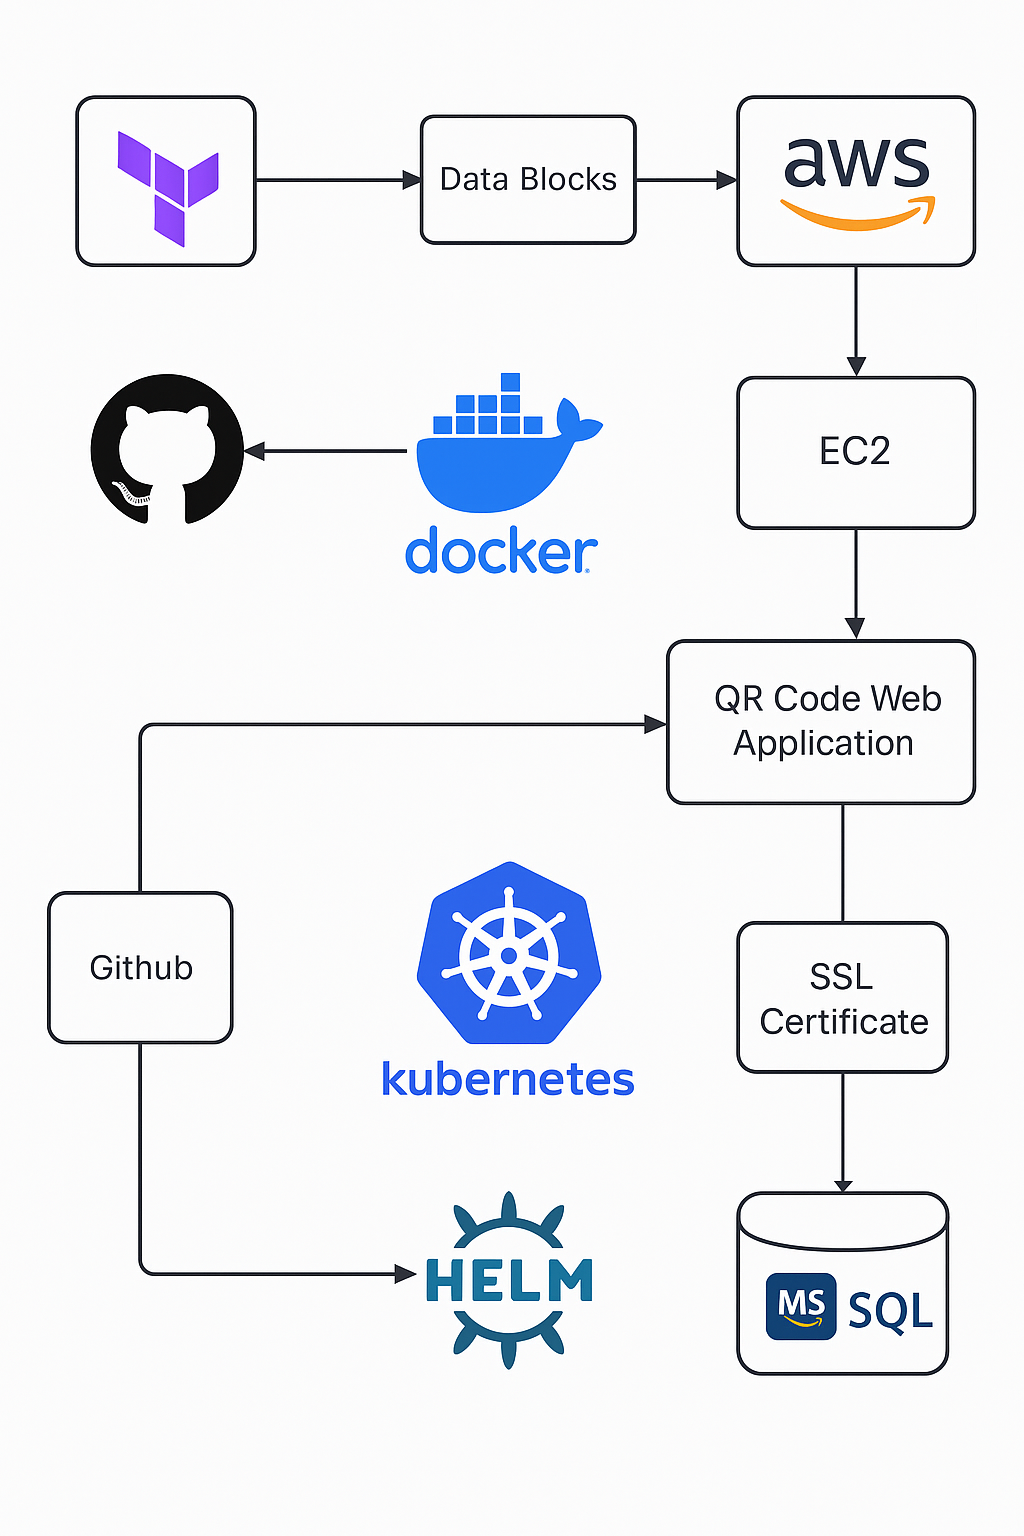 Data Blocks
aws
EC2
docker
QR Code Web
Application
Github
kubernetes
SSL
Certificate
HELM
MS SQL